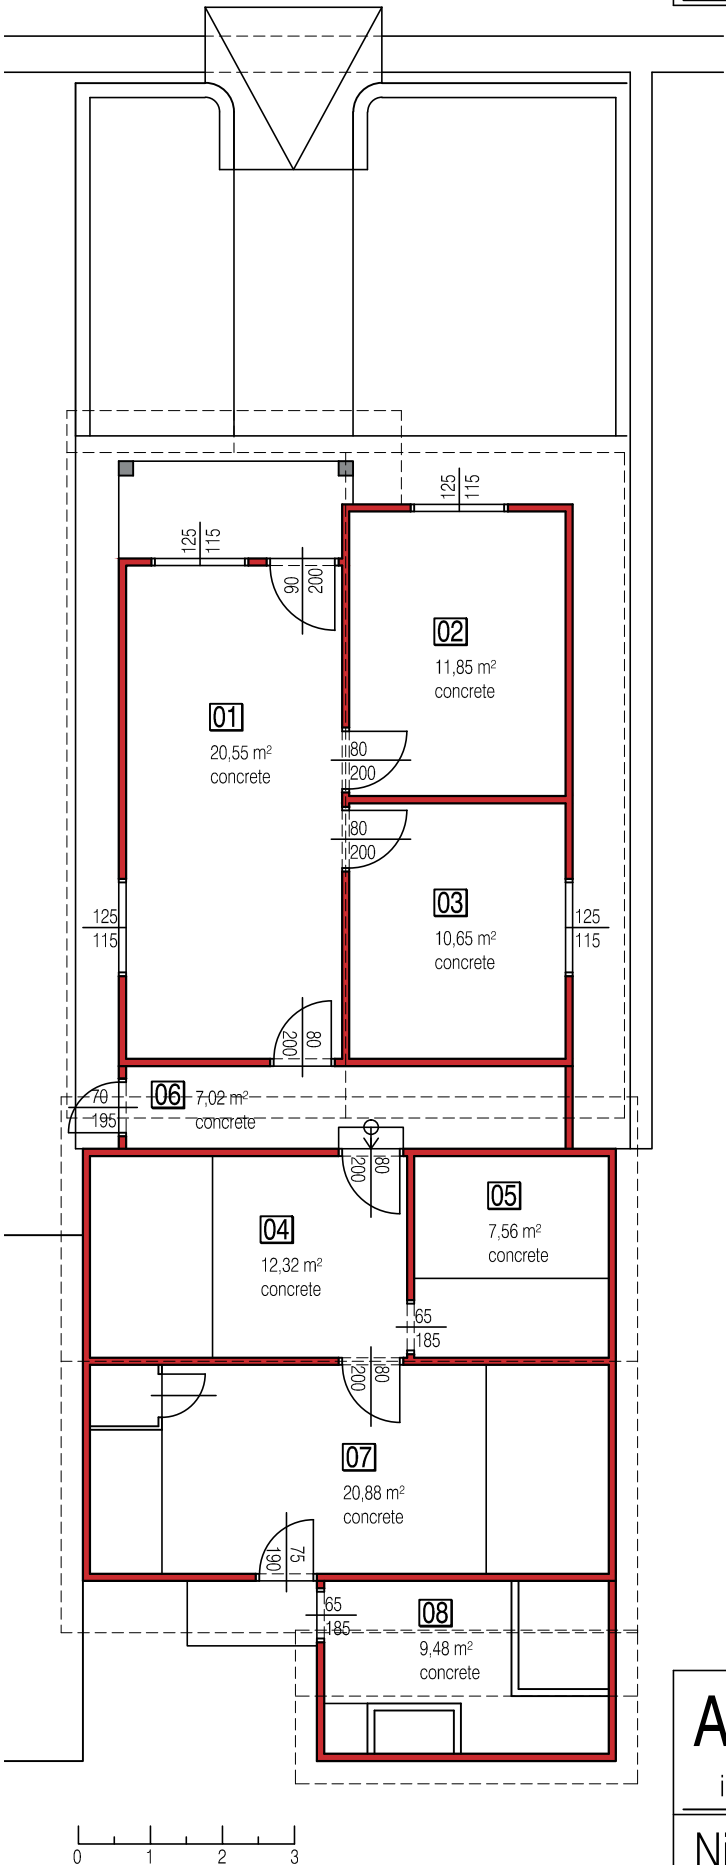 125
115
125
115
90
200
02
11,85 m²
concrete
01
20,55 m²
concrete
80
200
80
200
03
10,65 m²
concrete
125
115
125
115
200
80
70
195
06 7,02 m²
concrete
200
80
05
7,56 m²
concrete
04
12,32 m²
concrete
65
185
200
80
07
20,88 m²
concrete
190
75
65
185
08
9,48 m²
concrete
A
i
Ni
0 1 2 3